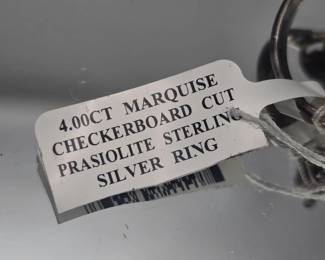 4.00CT MARQUISE
CHECKERBOARD CUT
PRASIOLITE STERLING
SILVER RING